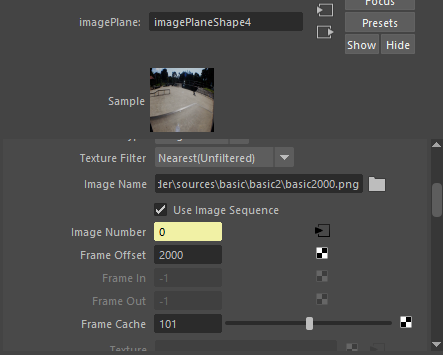 Focus
imagePlane: imagePlaneShape4
Presets
Show Hide
Sample
Texture Filter Nearest(Unfiltered)
Image Name der\sources\basic\basic2\basic2000.png
Use Image Sequence
Image Number 0
Frame Offset 2000
Frame In -1
Frame Out -1
Frame Cache 101
Texture